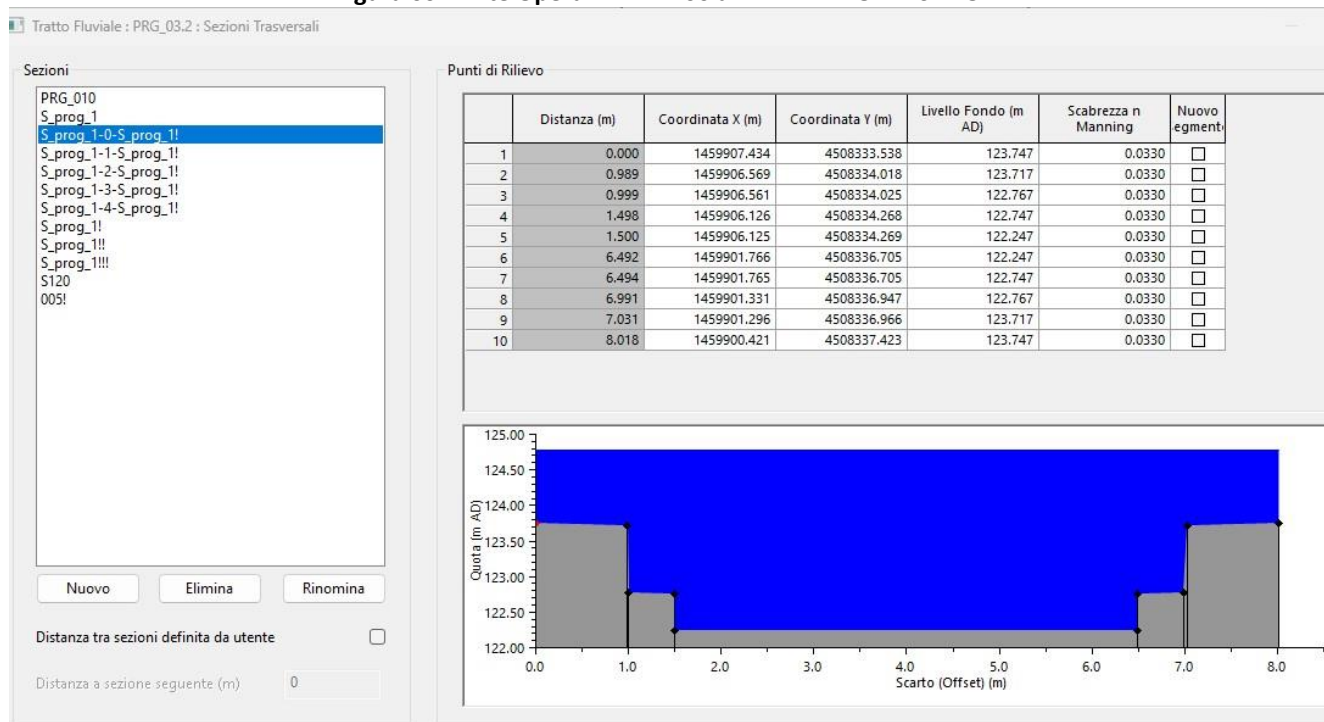 Tratto Fluviale : PRG_03.2 : Sezioni Trasversali
Sezioni
PRG_010
S_prog_1
S_prog_1-0-S_prog_1!
S_prog_1-1-S_prog_1!
S_prog_1-2-S_prog_1!
S_prog_1-3-S_prog_1!
S_prog_1-4-S_prog_1!
S_prog_1!
S_prog_1!!
S_prog_1!!!
S120
005!
Nuovo Elimina Rinomina
Distanza tra sezioni definita da utente
Distanza a sezione seguente (m) 0
Punti di Rilievo
Distanza (m) Coordinata X (m) Coordinata Y (m) Livello Fondo (m AD) Scabrezza n Manning Nuovo egment
1 0.000 1459907.434 4508333.538 123.747 0.0330
2 0.989 1459906.569 4508334.018 123.717 0.0330
3 0.999 1459906.561 4508334.025 122.767 0.0330
4 1.498 1459906.126 4508334.268 122.747 0.0330
5 1.500 1459906.125 4508334.269 122.247 0.0330
6 6.492 1459901.766 4508336.705 122.247 0.0330
7 6.494 1459901.765 4508336.705 122.747 0.0330
8 6.991 1459901.331 4508336.947 122.767 0.0330
9 7.031 1459901.296 4508336.966 123.717 0.0330
10 8.018 1459900.421 4508337.423 123.747 0.0330
Quota (m AD)
125.00
124.50
124.00
123.50
123.00
122.50
122.00
0.0 1.0 2.0 3.0 4.0 5.0 6.0 7.0 8.0
Scarto (Offset) (m)